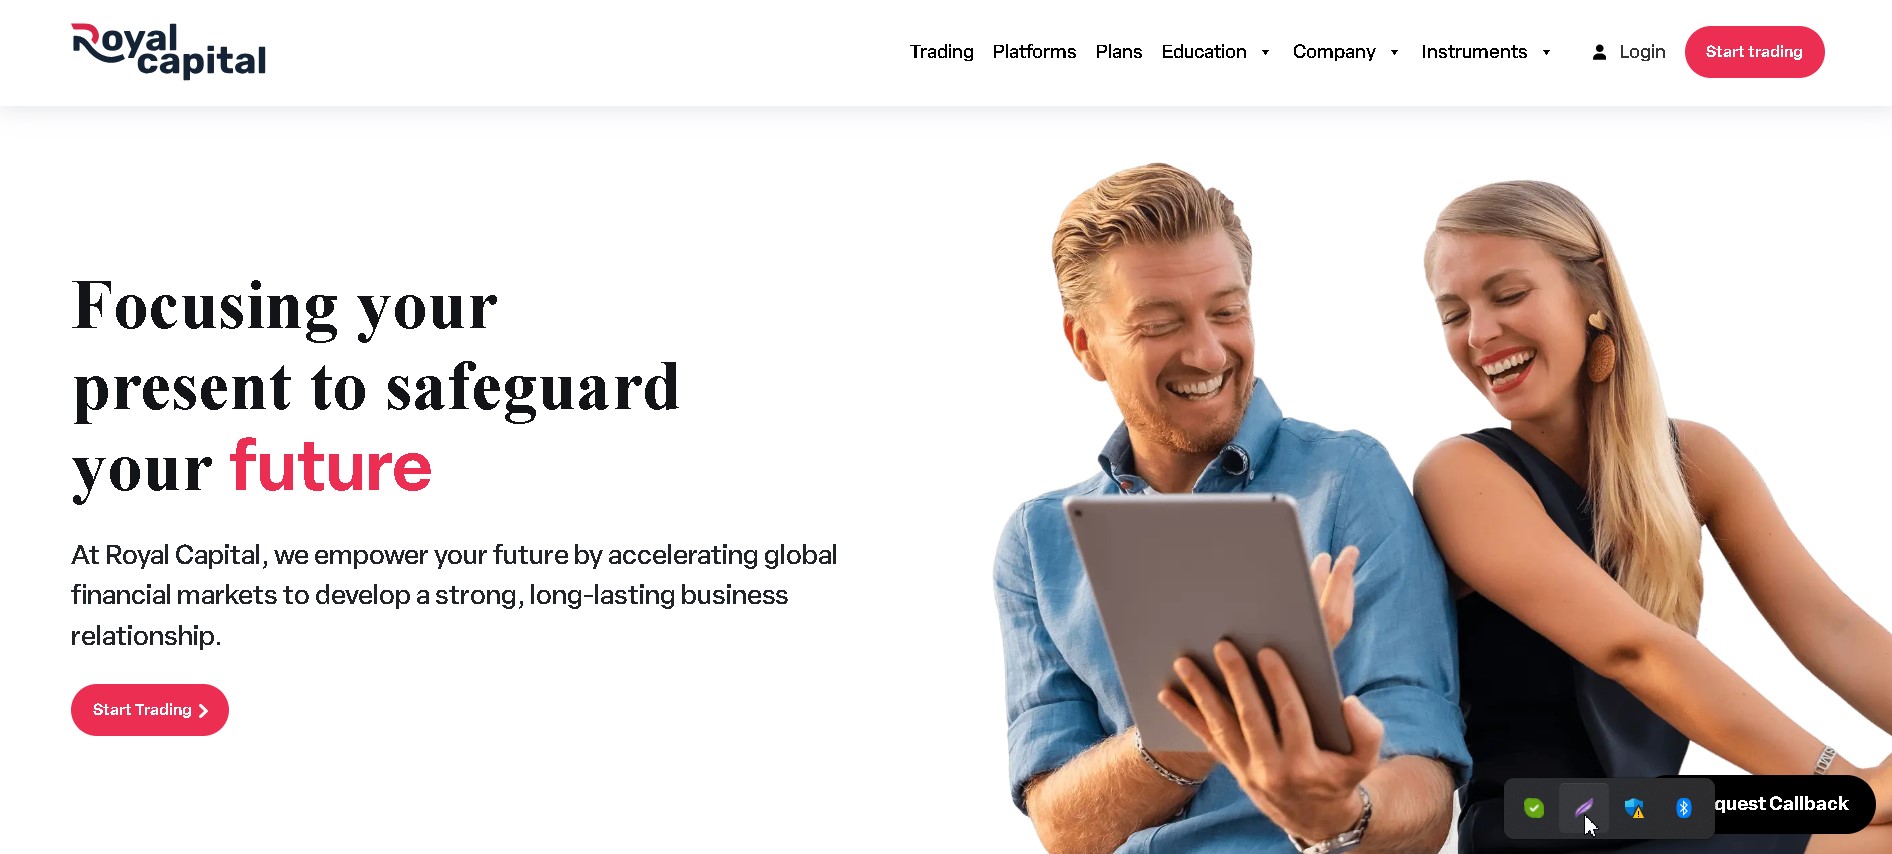 Royal
capital
Trading Platforms Plans Education Company Instruments Login Start trading
Focusing your
present to safeguard
your future
At Royal Capital, we empower your future by accelerating global
financial markets to develop a strong, long-lasting business
relationship.
Start Trading
quest Callback